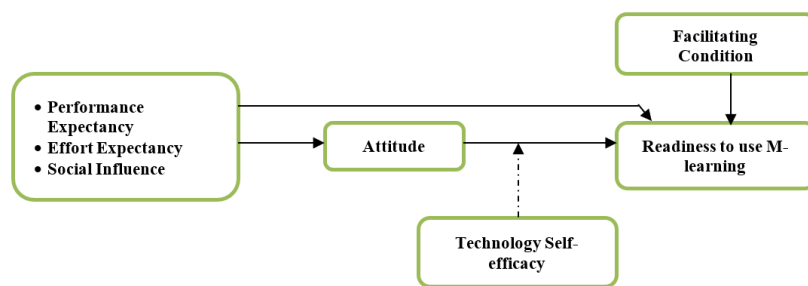 Facilitating
Condition
• Performance
Expectancy
• Effort Expectancy
• Social Influence
Attitude
Readiness to use M-
learning
Technology Self-
efficacy